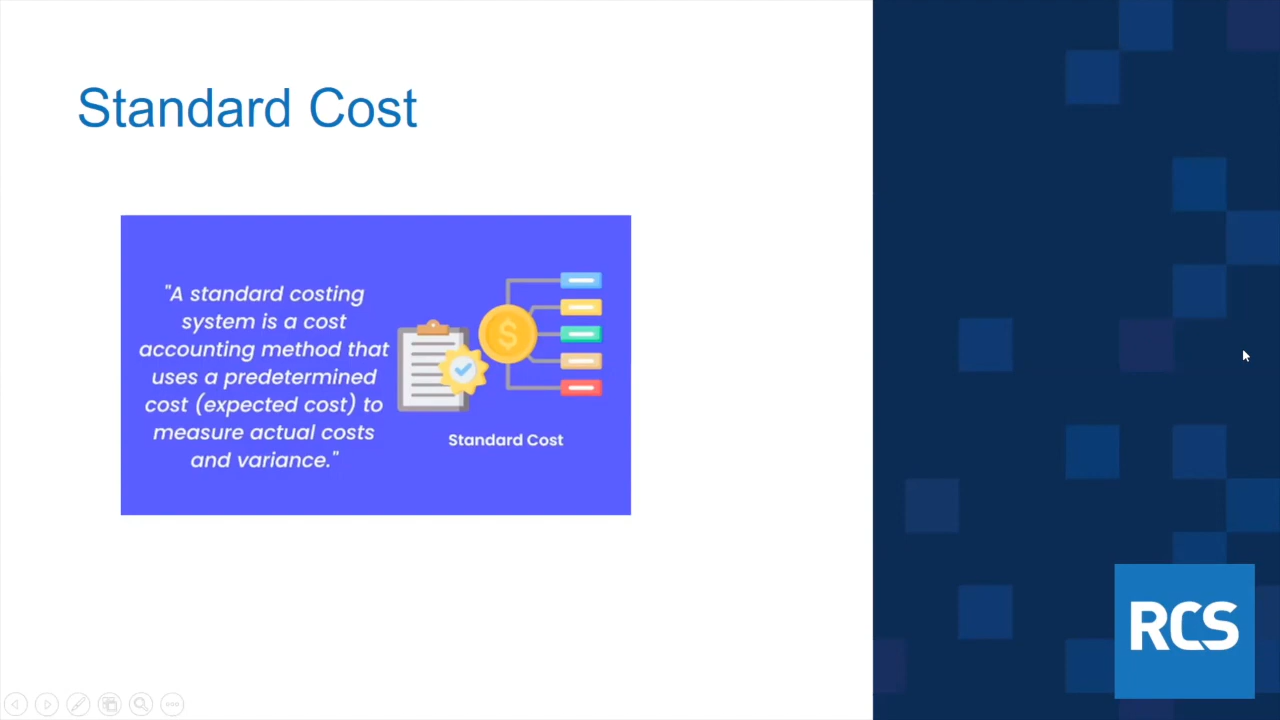 Standard Cost
"A standard costing
system is a cost
accounting method that
uses a predetermined
cost (expected cost) to
measure actual costs
and variance."
$
Standard Cost
RCS